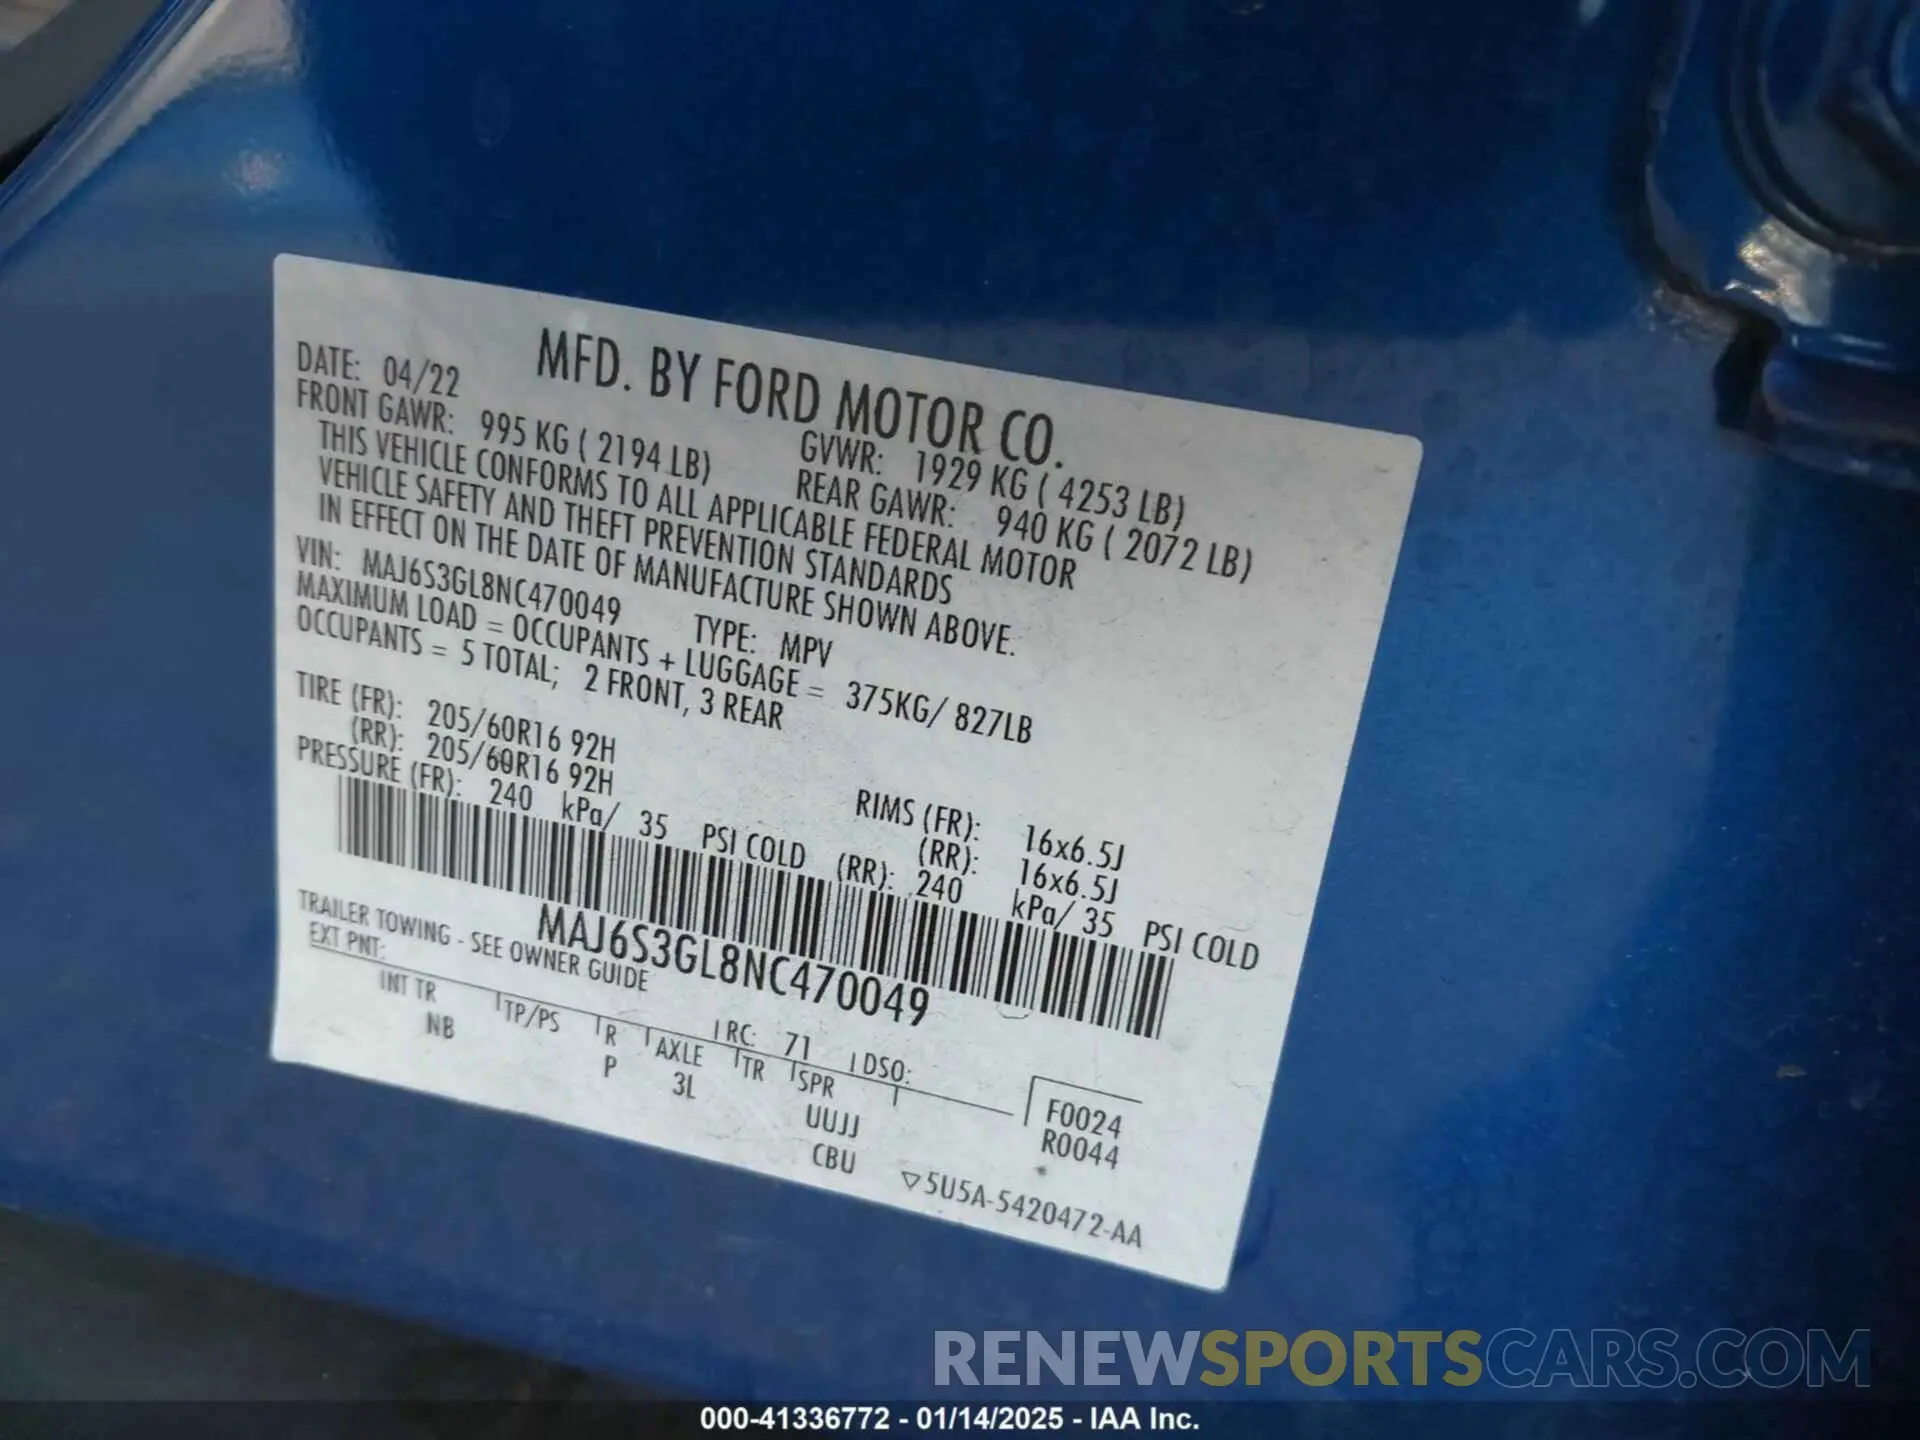 MFD. BY FORD MOTOR CO.
DATE: 04/22 GVWR: 1929 KG ( 4253 LB)
FRONT GAWR: 995 KG ( 2194 LB) REAR GAWR: 940 KG ( 2072 LB)
THIS VEHICLE CONFORMS TO ALL APPLICABLE FEDERAL MOTOR
VEHICLE SAFETY AND THEFT PREVENTION STANDARDS
IN EFFECT ON THE DATE OF MANUFACTURE SHOWN ABOVE.
VIN: MAJ6S3GL8NC470049 TYPE: MPV
MAXIMUM LOAD = OCCUPANTS + LUGGAGE = 375KG/ 827LB
OCCUPANTS = 5 TOTAL; 2 FRONT, 3 REAR
TIRE (FR): 205/60R16 92H RIMS (FR): 16x6.5J
(RR): 205/60R16 92H (RR): 16x6.5J
PRESSURE (FR): 240 kPa/ 35 PSI COLD (RR): 240 kPa/ 35 PSI COLD
MAJ6S3GL8NC470049
TRAILER TOWING - SEE OWNER GUIDE
EXT PNT: RC: 71 DSO:
INT TR TP/PS R AXLE TR SPR
NB P 3L UUJJ
CBU
F0024
R0044
▽5U5A-5420472-AA
RENEWSPORTSCARS.COM
000-41336772 - 01/14/2025 - IAA Inc.